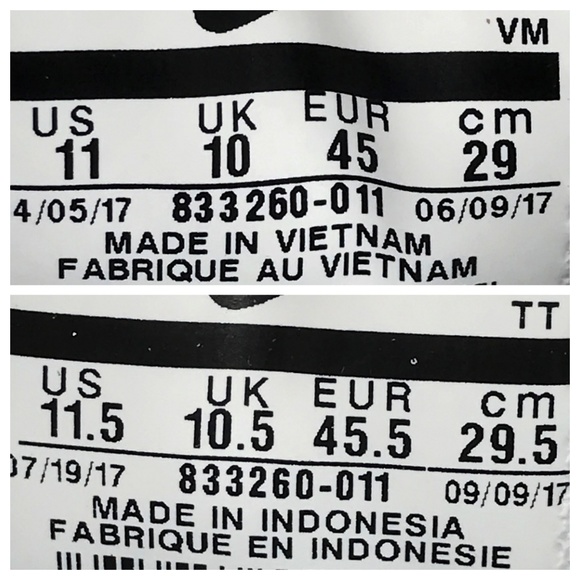 VM
US UK EUR cm
11 10 45 29
4/05/17 833260-011 06/09/17
MADE IN VIETNAM
FABRIQUE AU VIETNAM
TT
US UK EUR cm
11.5 10.5 45.5 29.5
07/19/17 833260-011 09/09/17
MADE IN INDONESIA
FABRIQUE EN INDONESIE